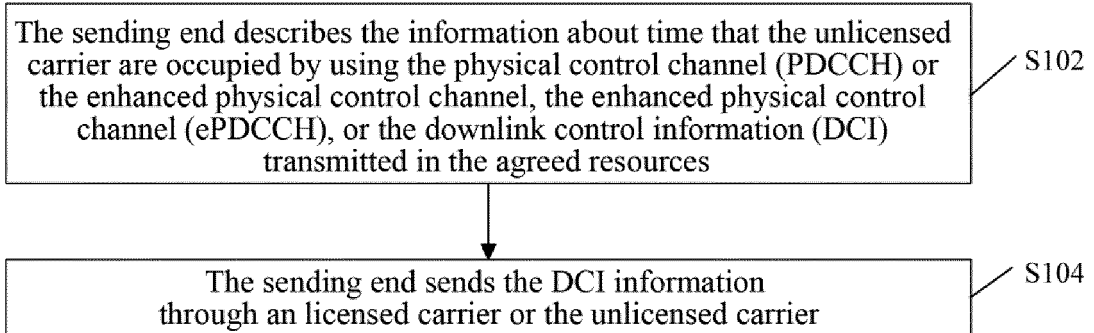 The sending end describes the information about time that the unlicensed
carrier are occupied by using the physical control channel (PDCCH) or
the enhanced physical control channel, the enhanced physical control
channel (ePDCCH), or the downlink control information (DCI)
transmitted in the agreed resources
S102
The sending end sends the DCI information
through an licensed carrier or the unlicensed carrier
S104